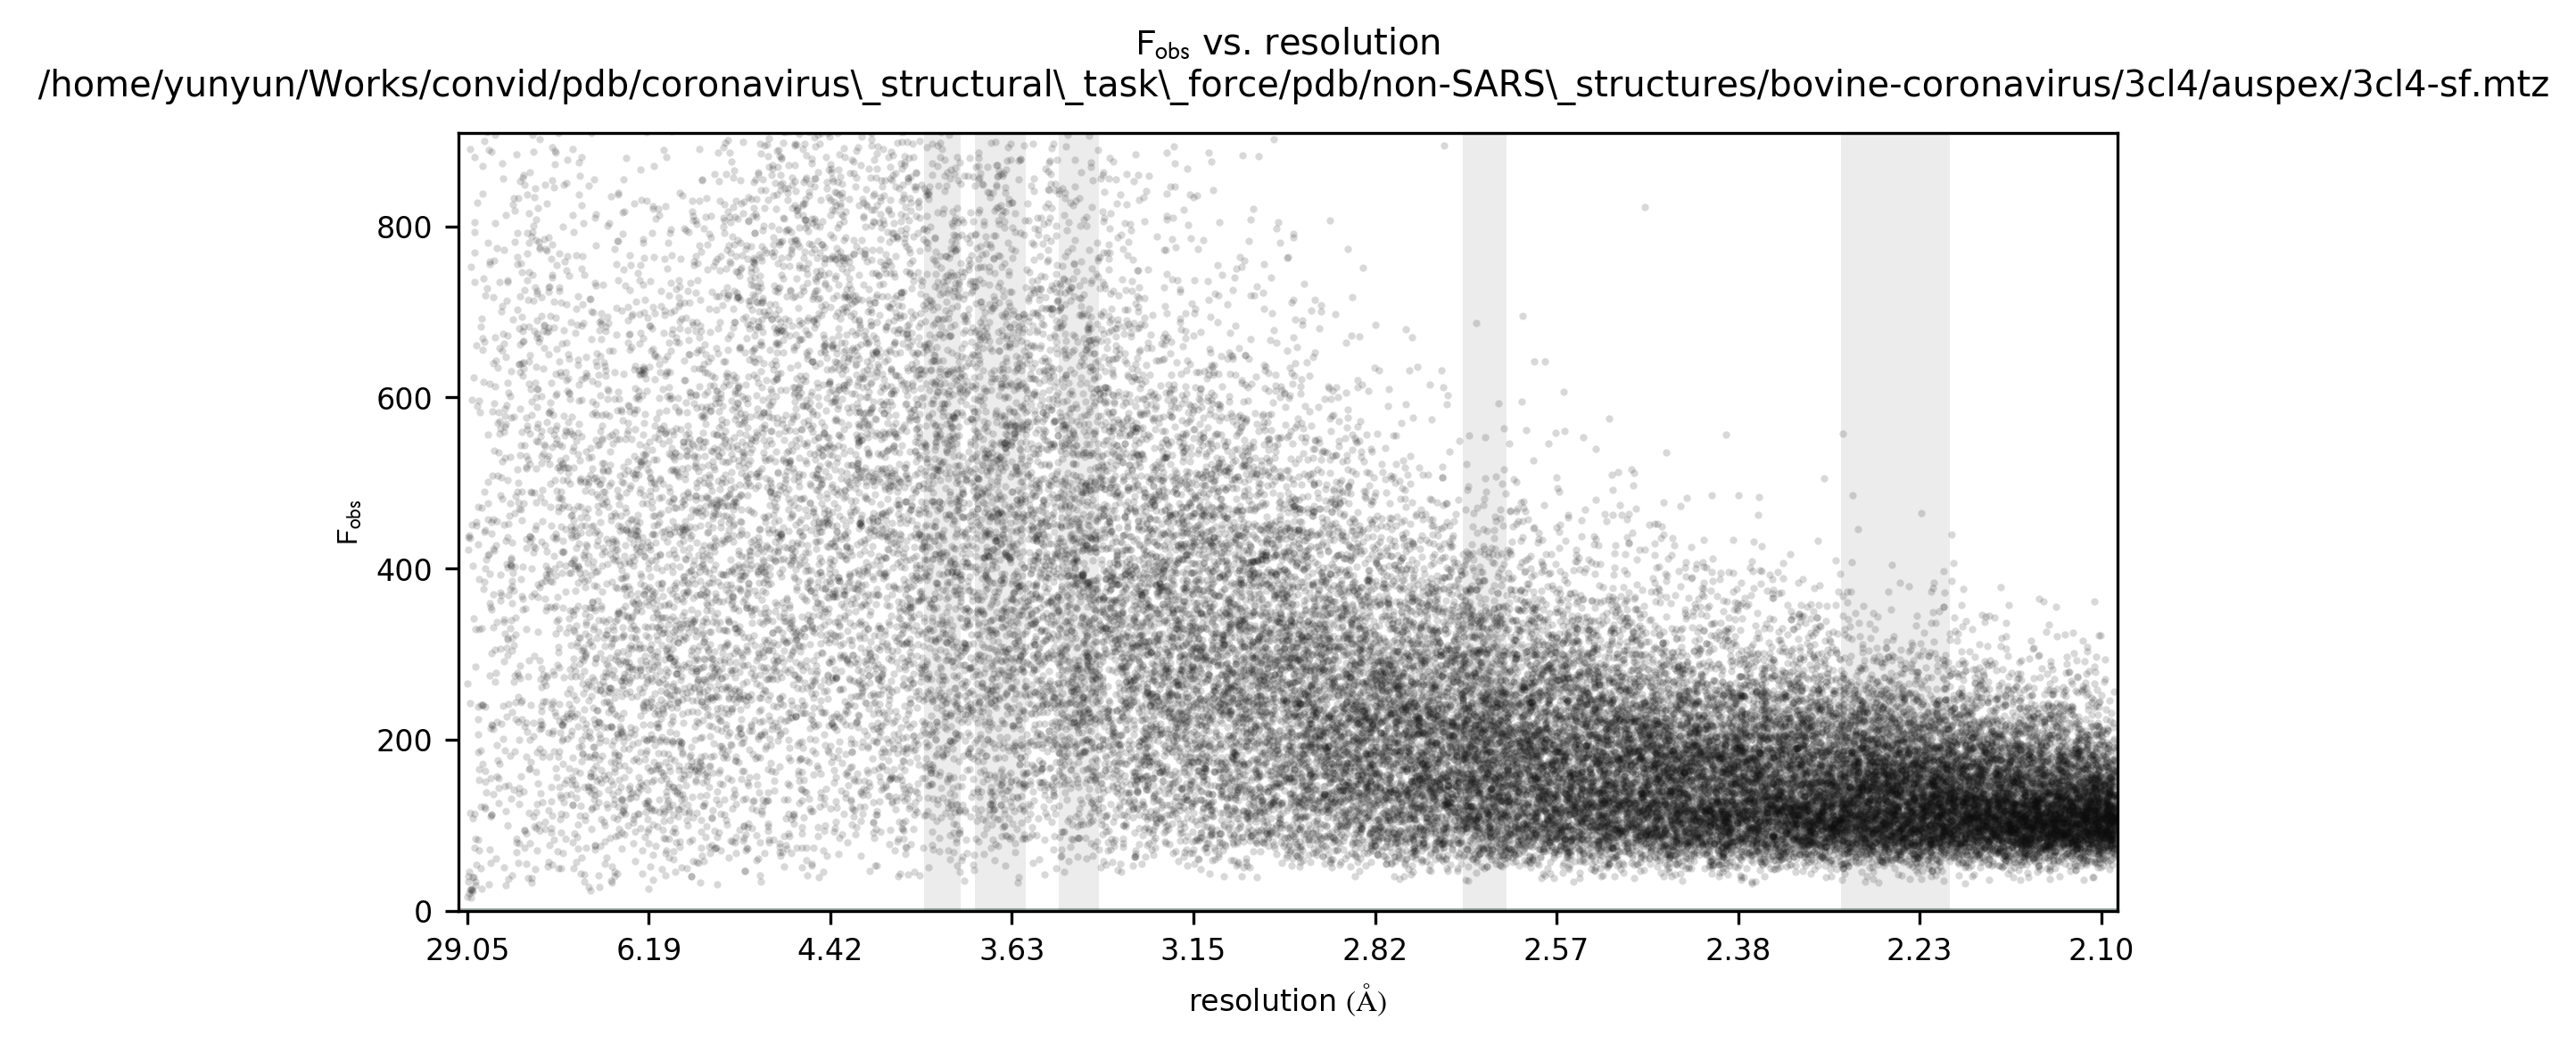 Fobs vs. resolution
/home/yunyun/Works/convid/pdb/coronavirus\_structural\_task\_force/pdb/non-SARS\_structures/bovine-coronavirus/3cl4/auspex/3cl4-sf.mtz
800
600
400
200
0
Fobs
29.05 6.19 4.42 3.63 3.15 2.82 2.57 2.38 2.23 2.10
resolution (Å)